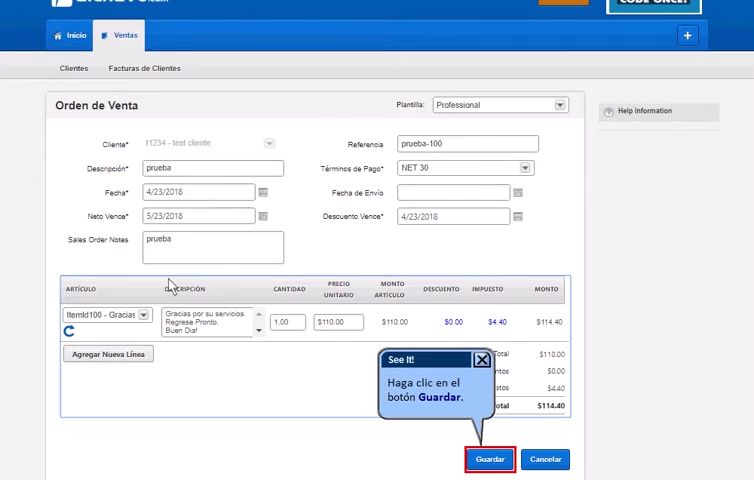 CODE ONCE!
Inicio
Ventas
+
Clientes
Facturas de Clientes
Orden de Venta
Plantilla:
Professional
Help Information
Cliente*
t1234 - test cliente
Referencia
prueba-100
Descripción*
prueba
Términos de Pago*
NET 30
Fecha*
4/23/2018
Fecha de Envío
Neto Vence*
5/23/2018
Descuento Vence*
4/23/2018
Sales Order Notes
prueba
ARTÍCULO
DESCRIPCIÓN
CANTIDAD
PRECIO UNITARIO
MONTO ARTÍCULO
DESCUENTO
IMPUESTO
MONTO
ItemId100 - Gracias
Gracias por su servicios.
Regrese Pronto.
Buen Dia!
1.00
$110.00
$110.00
$0.00
$4.40
$114.40
Agregar Nueva Línea
Total
$110.00
$0.00
$4.40
Total
$114.40
See It!
Haga clic en el
botón Guardar.
Guardar
Cancelar